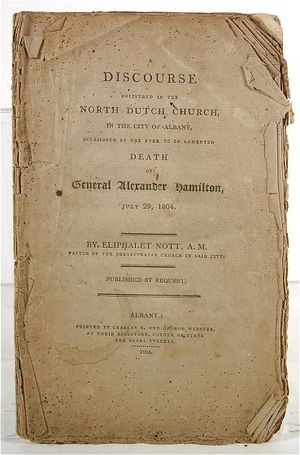 A
DISCOURSE
DELIVERED IN THE
NORTH DUTCH CHURCH,
IN THE CITY OF ALBANY,
OCCASIONED BY THE EVER TO BE LAMENTED
DEATH
OF
General Alexander Hamilton,
JULY 29, 1804.
BY ELIPHALET NOTT, A. M.
PASTOR OF THE PRESBYTERIAN CHURCH IN SAID CITY.
PUBLISHED BY REQUEST.
ALBANY:
PRINTED BY CHARLES R. AND GEORGE WEBSTER,
AT THEIR BOOKSTORE, CORNER OF STATE
AND PEARL STREETS,
1804.